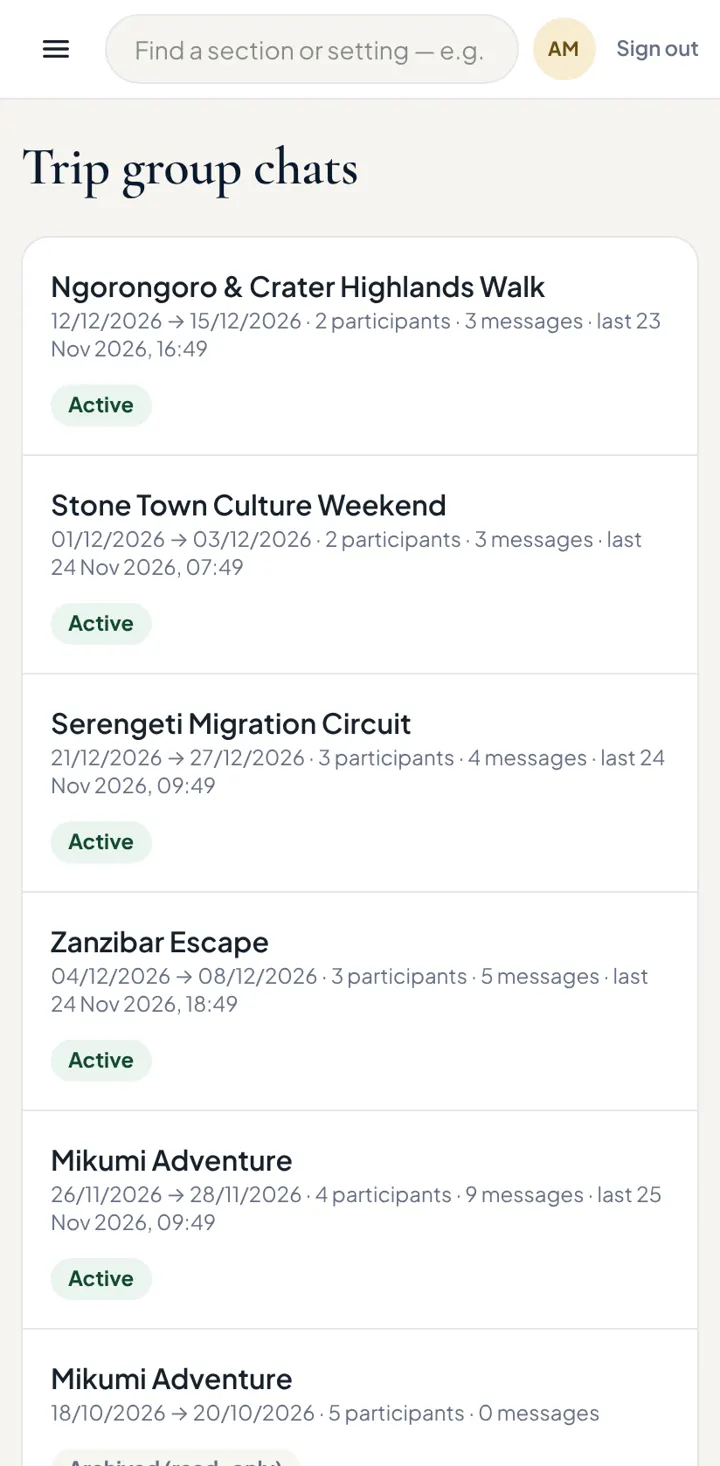 Find a section or setting — e.g.
AM
Sign out
Trip group chats
Ngorongoro & Crater Highlands Walk
12/12/2026 → 15/12/2026 · 2 participants · 3 messages · last 23
Nov 2026, 16:49
Active
Stone Town Culture Weekend
01/12/2026 → 03/12/2026 · 2 participants · 3 messages · last
24 Nov 2026, 07:49
Active
Serengeti Migration Circuit
21/12/2026 → 27/12/2026 · 3 participants · 4 messages · last 24
Nov 2026, 09:49
Active
Zanzibar Escape
04/12/2026 → 08/12/2026 · 3 participants · 5 messages · last
24 Nov 2026, 18:49
Active
Mikumi Adventure
26/11/2026 → 28/11/2026 · 4 participants · 9 messages · last 25
Nov 2026, 09:49
Active
Mikumi Adventure
18/10/2026 → 20/10/2026 · 5 participants · 0 messages
Archived (read-only)